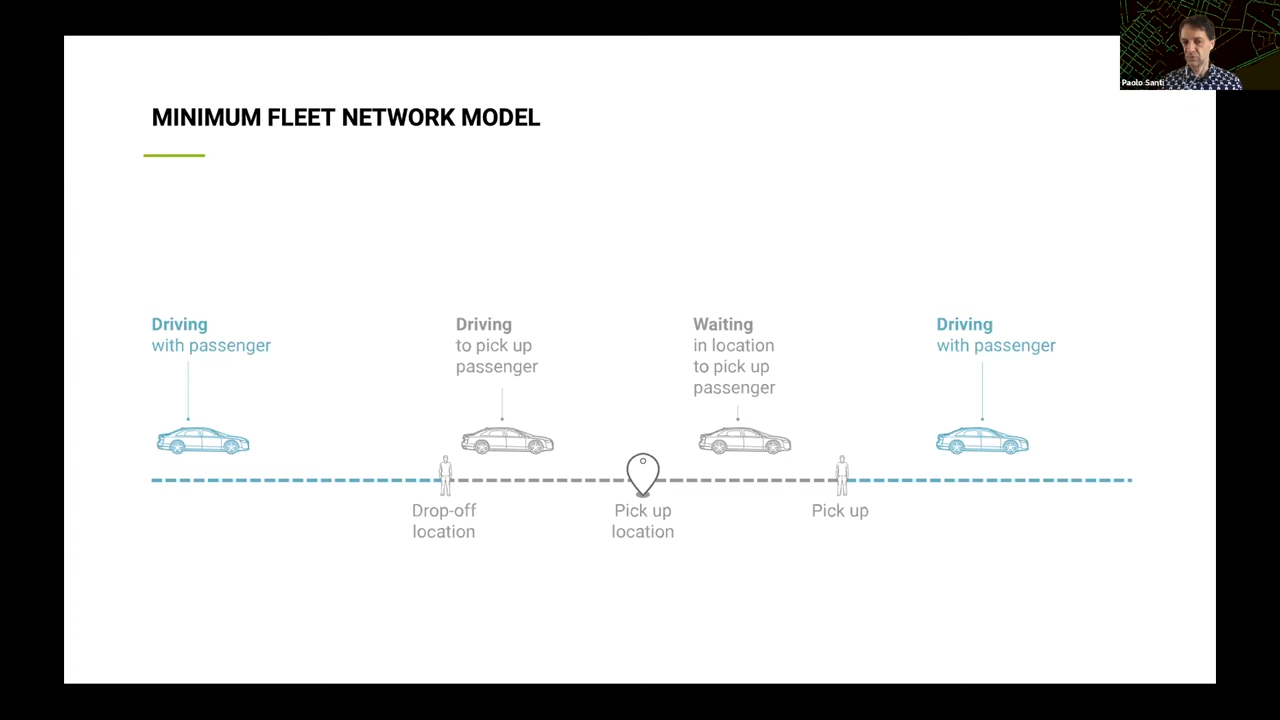 Paolo Santi
MINIMUM FLEET NETWORK MODEL
Driving
with passenger
Driving
to pick up
passenger
Waiting
in location
to pick up
passenger
Driving
with passenger
Drop-off
location
Pick up
location
Pick up